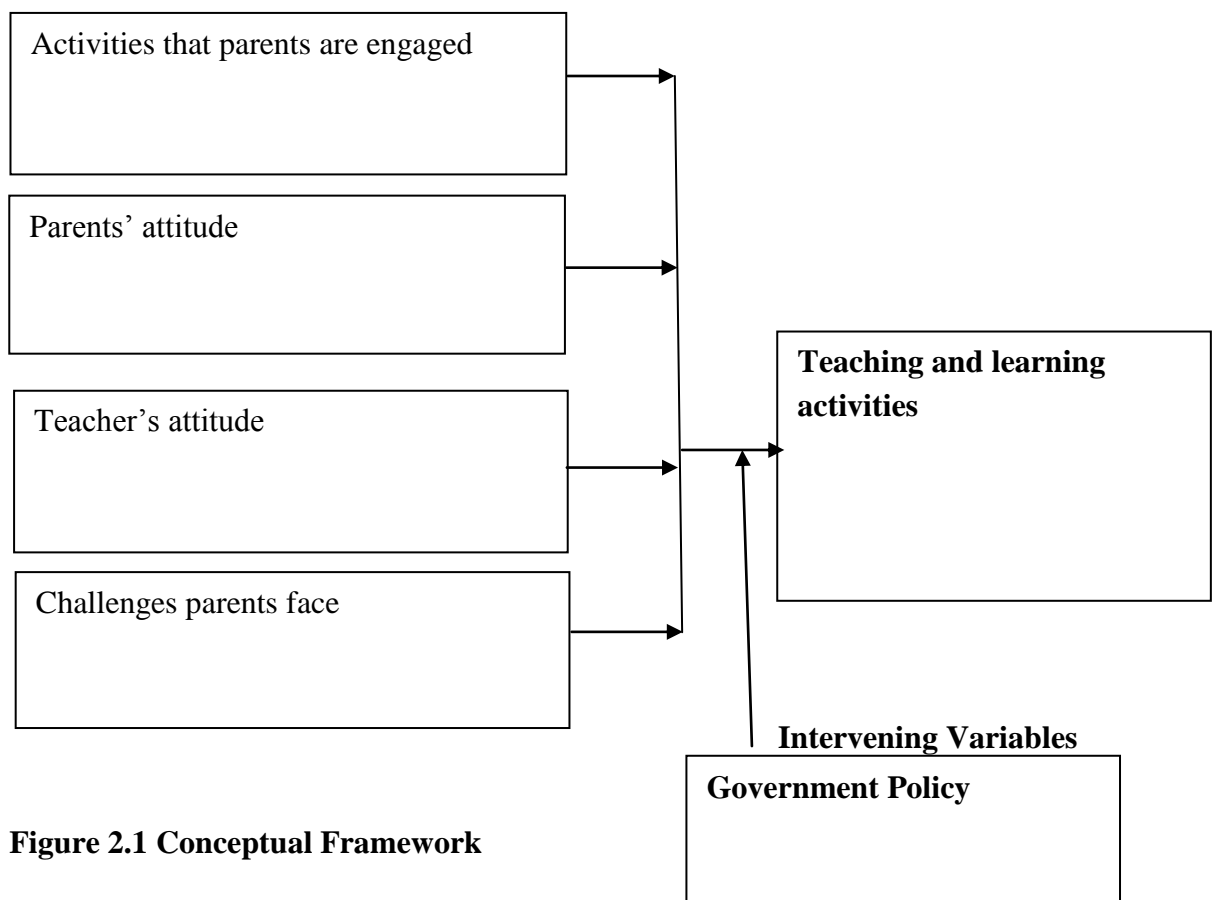 Activities that parents are engaged
Parents’ attitude
Teacher’s attitude
Challenges parents face
Teaching and learning
activities
Intervening Variables
Government Policy
Figure 2.1 Conceptual Framework